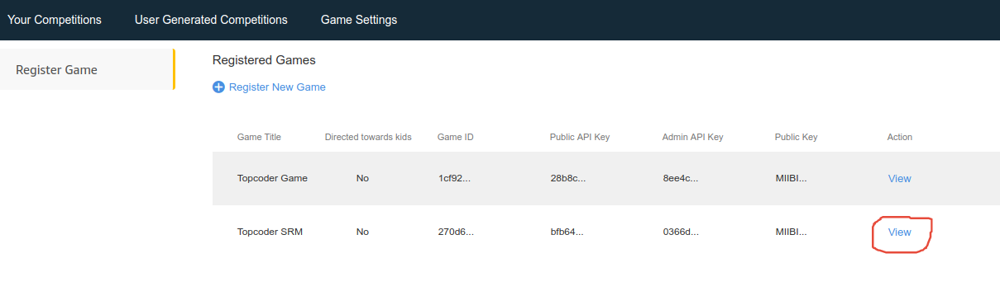 Your Competitions User Generated Competitions Game Settings
Register Game
Registered Games
Register New Game
Game Title Directed towards kids Game ID Public API Key Admin API Key Public Key Action
Topcoder Game No 1cf92... 28b8c... 8ee4c... MIIBI... View
Topcoder SRM No 270d6... bfb64... 0366d... MIIBI... View